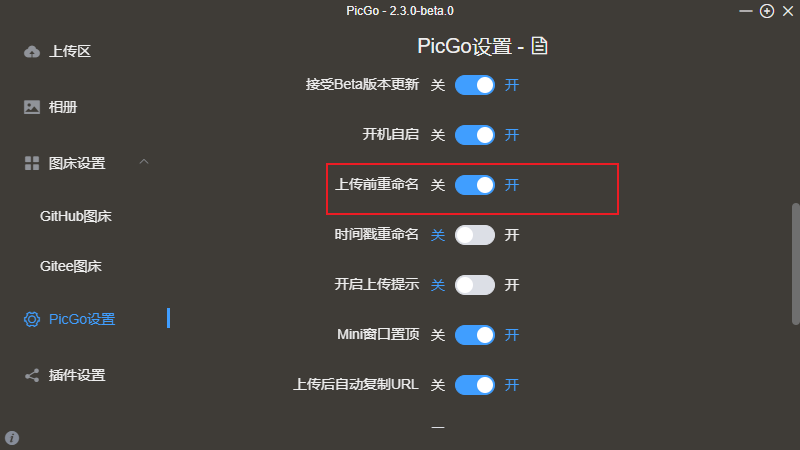 PicGo - 2.3.0-beta.0
上传区
相册
图床设置
GitHub图床
Gitee图床
PicGo设置
插件设置
PicGo设置 -
接受Beta版本更新 关 开
开机自启 关 开
上传前重命名 关 开
时间戳重命名 关 开
开启上传提示 关 开
Mini窗口置顶 关 开
上传后自动复制URL 关 开